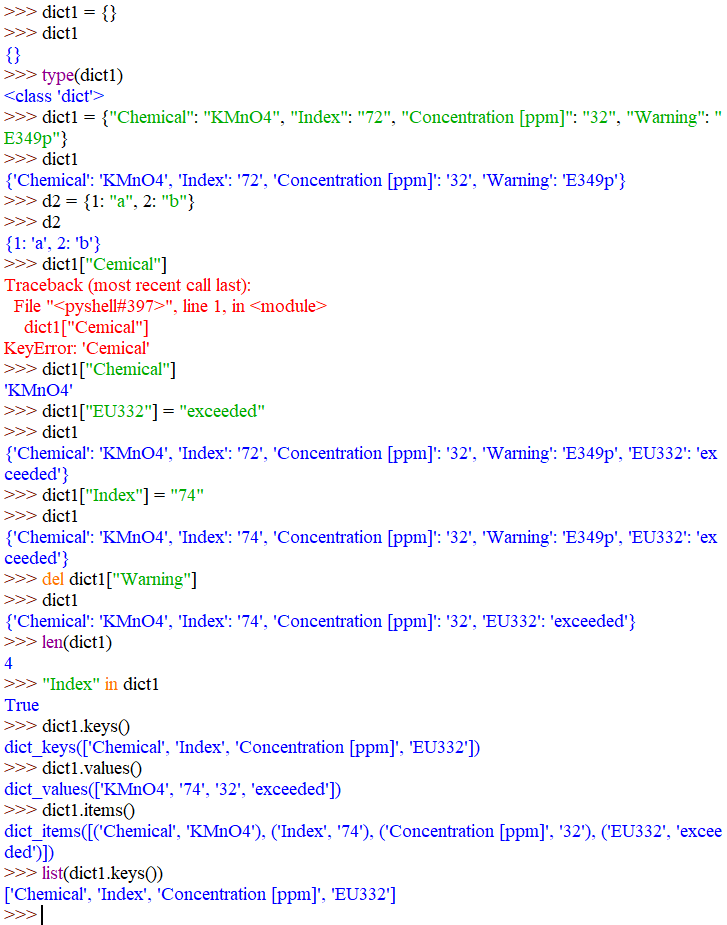 >>> dict1 = {}
>>> dict1
{}
>>> type(dict1)
<class 'dict'>
>>> dict1 = {"Chemical": "KMnO4", "Index": "72", "Concentration [ppm]": "32", "Warning": "
E349p"}
>>> dict1
{'Chemical': 'KMnO4', 'Index': '72', 'Concentration [ppm]': '32', 'Warning': 'E349p'}
>>> d2 = {1: "a", 2: "b"}
>>> d2
{1: 'a', 2: 'b'}
>>> dict1["Cemical"]
Traceback (most recent call last):
  File "<pyshell#397>", line 1, in <module>
    dict1["Cemical"]
KeyError: 'Cemical'
>>> dict1["Chemical"]
'KMnO4'
>>> dict1["EU332"] = "exceeded"
>>> dict1
{'Chemical': 'KMnO4', 'Index': '72', 'Concentration [ppm]': '32', 'Warning': 'E349p', 'EU332': 'ex
ceeded'}
>>> dict1["Index"] = "74"
>>> dict1
{'Chemical': 'KMnO4', 'Index': '74', 'Concentration [ppm]': '32', 'Warning': 'E349p', 'EU332': 'ex
ceeded'}
>>> del dict1["Warning"]
>>> dict1
{'Chemical': 'KMnO4', 'Index': '74', 'Concentration [ppm]': '32', 'EU332': 'exceeded'}
>>> len(dict1)
4
>>> "Index" in dict1
True
>>> dict1.keys()
dict_keys(['Chemical', 'Index', 'Concentration [ppm]', 'EU332'])
>>> dict1.values()
dict_values(['KMnO4', '74', '32', 'exceeded'])
>>> dict1.items()
dict_items([('Chemical', 'KMnO4'), ('Index', '74'), ('Concentration [ppm]', '32'), ('EU332', 'excee
ded')])
>>> list(dict1.keys())
['Chemical', 'Index', 'Concentration [ppm]', 'EU332']
>>>